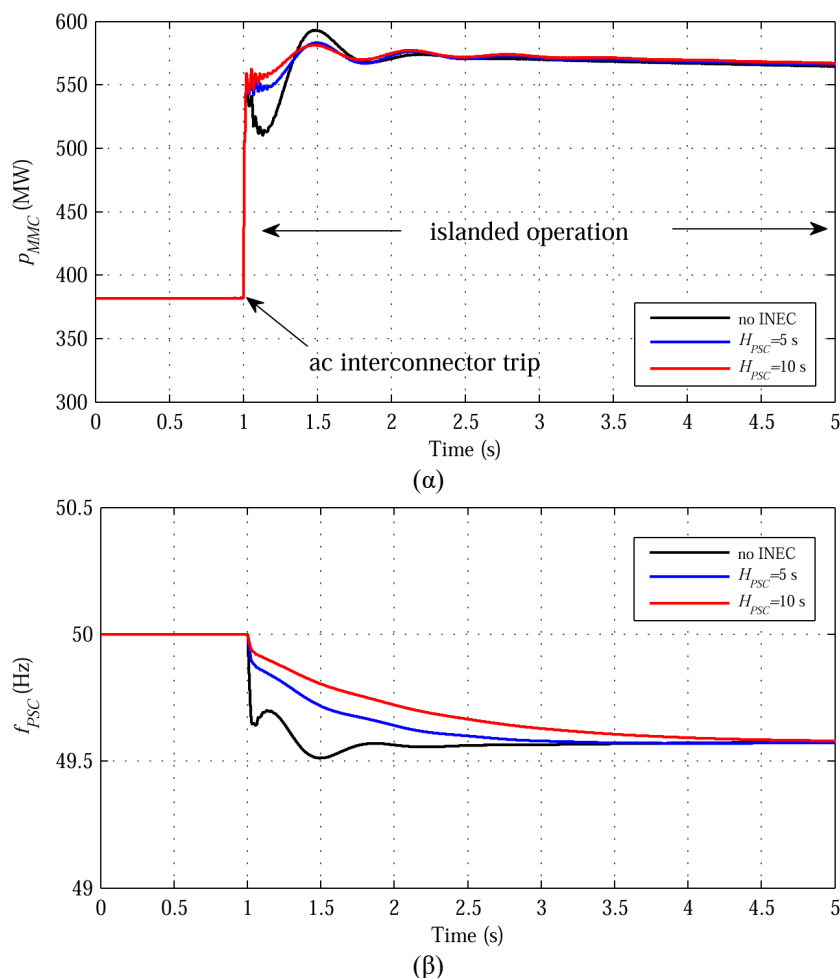 600
550
500
450
400
350
300
p_MMC (MW)
islanded operation
ac interconnector trip
no INEC
H_PSC=5 s
H_PSC=10 s
0 0.5 1 1.5 2 2.5 3 3.5 4 4.5 5
Time (s)
(α)
50.5
50
49.5
49
f_PSC (Hz)
no INEC
H_PSC=5 s
H_PSC=10 s
0 0.5 1 1.5 2 2.5 3 3.5 4 4.5 5
Time (s)
(β)